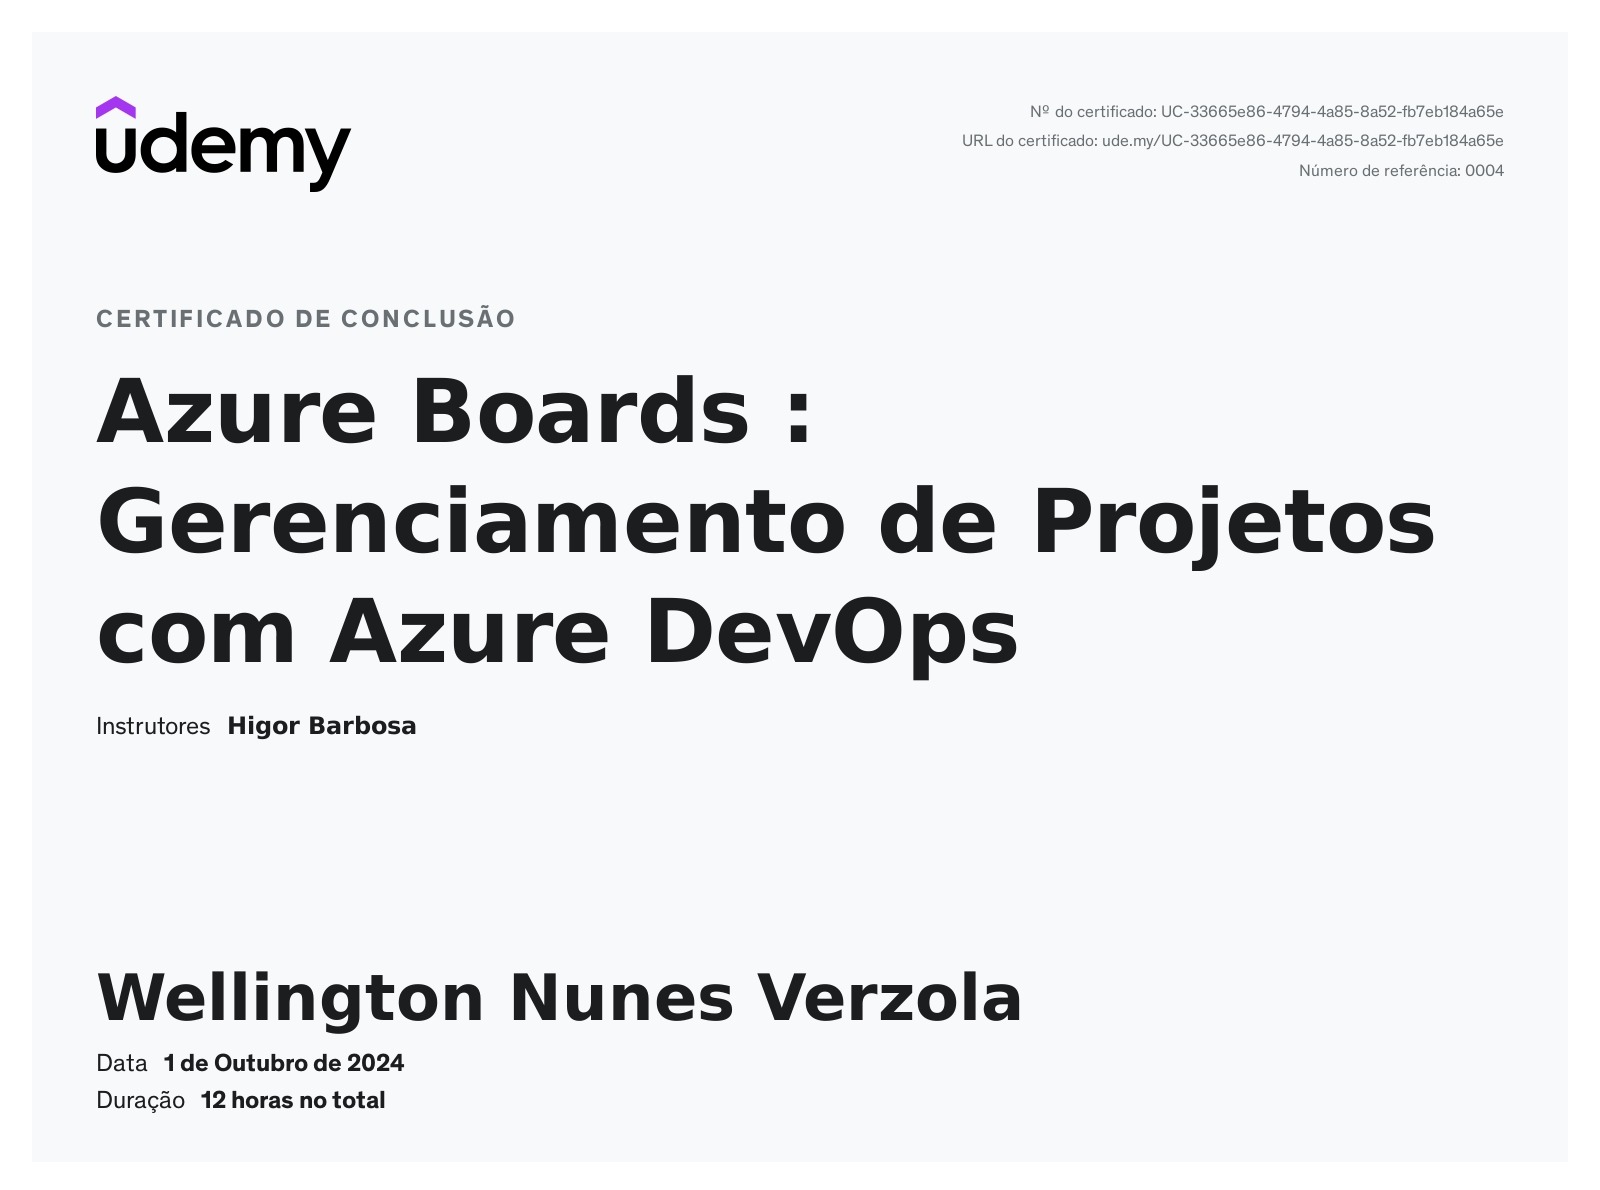 udemy
Nº do certificado: UC-33665e86-4794-4a85-8a52-fb7eb184a65e
URL do certificado: ude.my/UC-33665e86-4794-4a85-8a52-fb7eb184a65e
Número de referência: 0004
CERTIFICADO DE CONCLUSÃO
Azure Boards :
Gerenciamento de Projetos
com Azure DevOps
Instrutores Higor Barbosa
Wellington Nunes Verzola
Data 1 de Outubro de 2024
Duração 12 horas no total